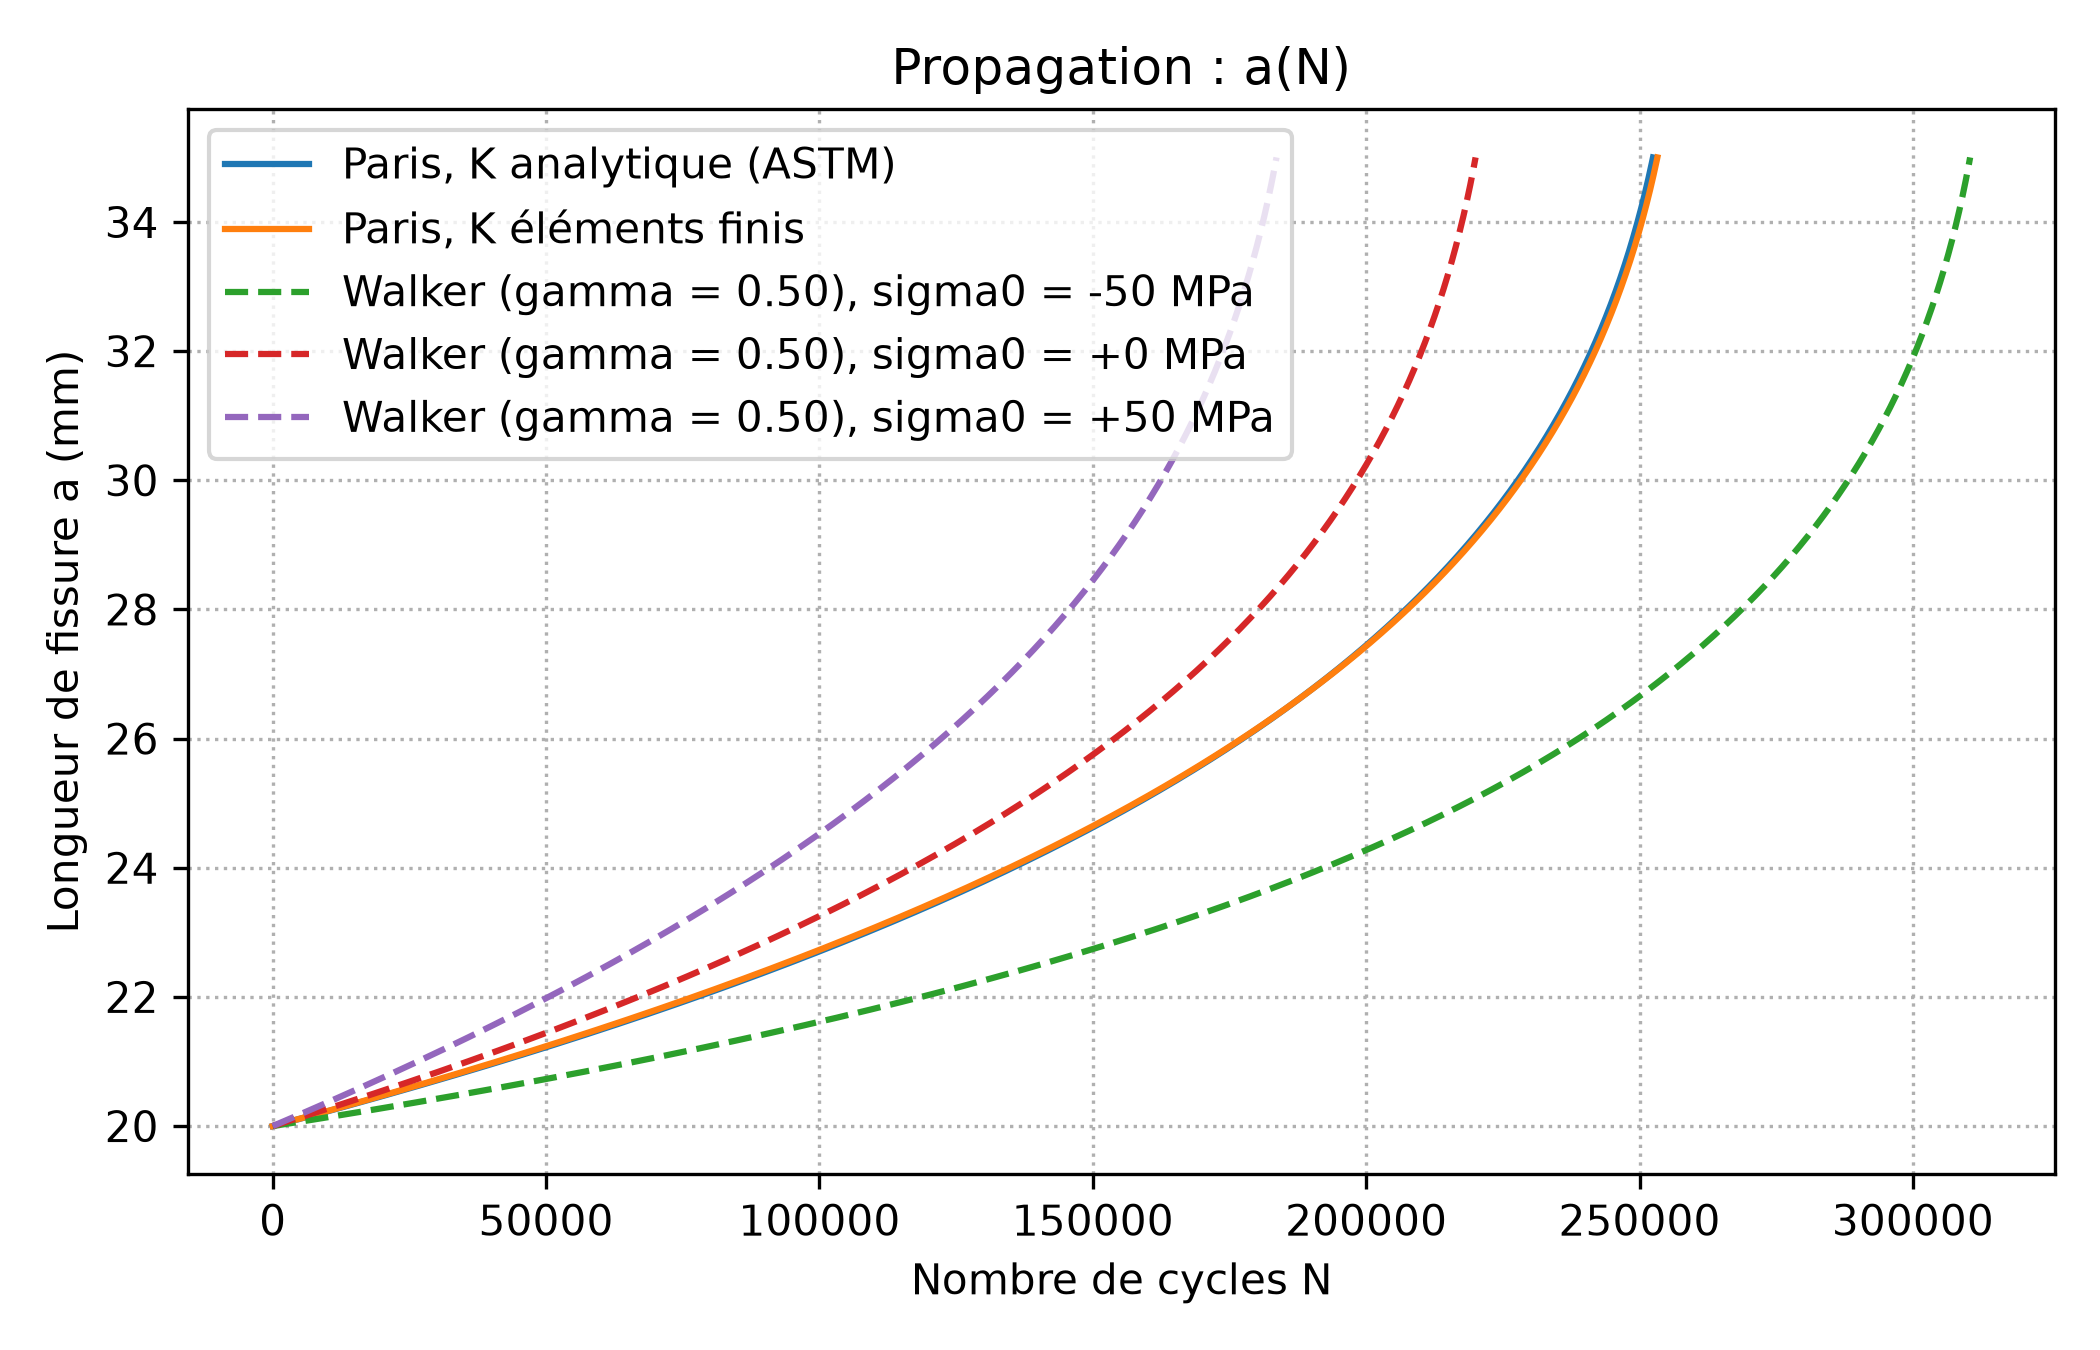 Propagation : a(N)
Paris, K analytique (ASTM)
Paris, K éléments finis
Walker (gamma = 0.50), sigma0 = -50 MPa
Walker (gamma = 0.50), sigma0 = +0 MPa
Walker (gamma = 0.50), sigma0 = +50 MPa
Longueur de fissure a (mm)
34
32
30
28
26
24
22
20
0 50000 100000 150000 200000 250000 300000
Nombre de cycles N